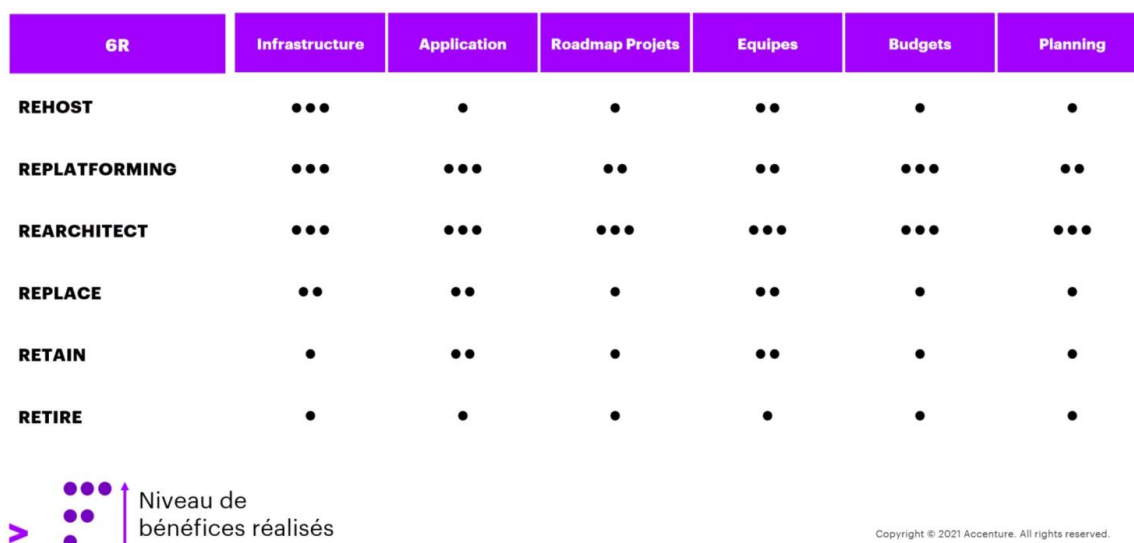 6R Infrastructure Application Roadmap Projets Equipes Budgets Planning
REHOST ●●● ● ● ●● ● ●
REPLATFORMING ●●● ●●● ●● ●● ●●● ●●
REARCHITECT ●●● ●●● ●●● ●●● ●●● ●●●
REPLACE ●● ●● ● ●● ● ●
RETAIN ● ●● ● ●● ● ●
RETIRE ● ● ● ● ● ●
●●●
●●
●
Niveau de
bénéfices réalisés
>
Copyright © 2021 Accenture. All rights reserved.